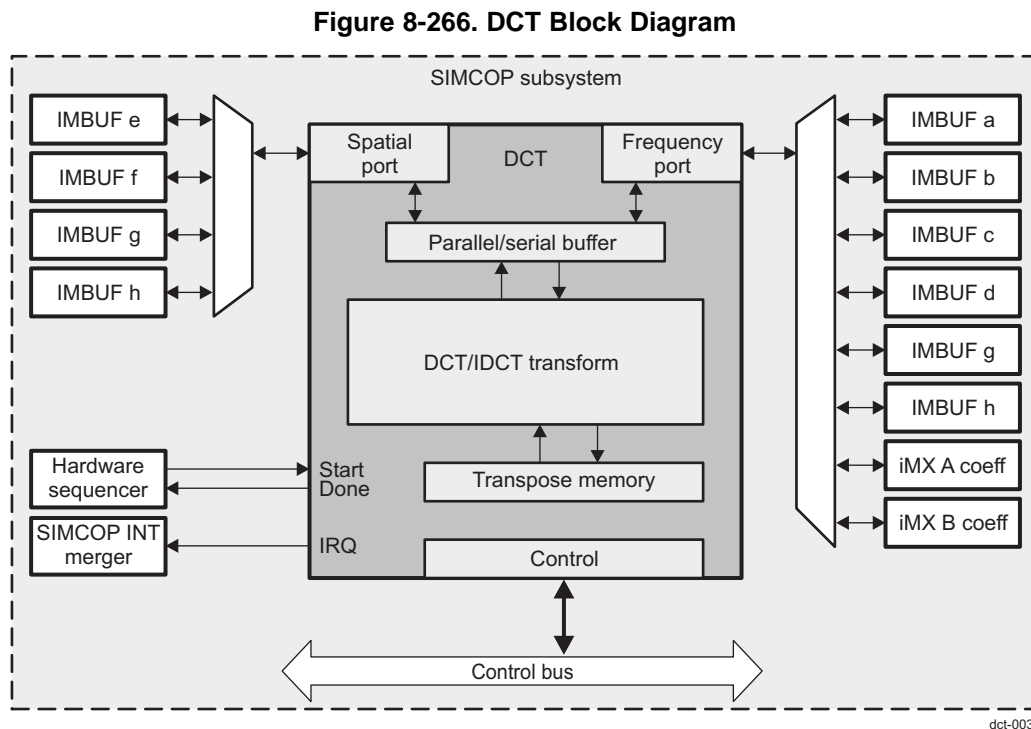 Figure 8-266. DCT Block Diagram
SIMCOP subsystem
IMBUF e
IMBUF f
IMBUF g
IMBUF h
Spatial
port
DCT
Frequency
port
Parallel/serial buffer
DCT/IDCT transform
Transpose memory
Control
IMBUF a
IMBUF b
IMBUF c
IMBUF d
IMBUF g
IMBUF h
iMX A coeff
iMX B coeff
Hardware
sequencer
Start
Done
SIMCOP INT
merger
IRQ
Control bus
dct-003